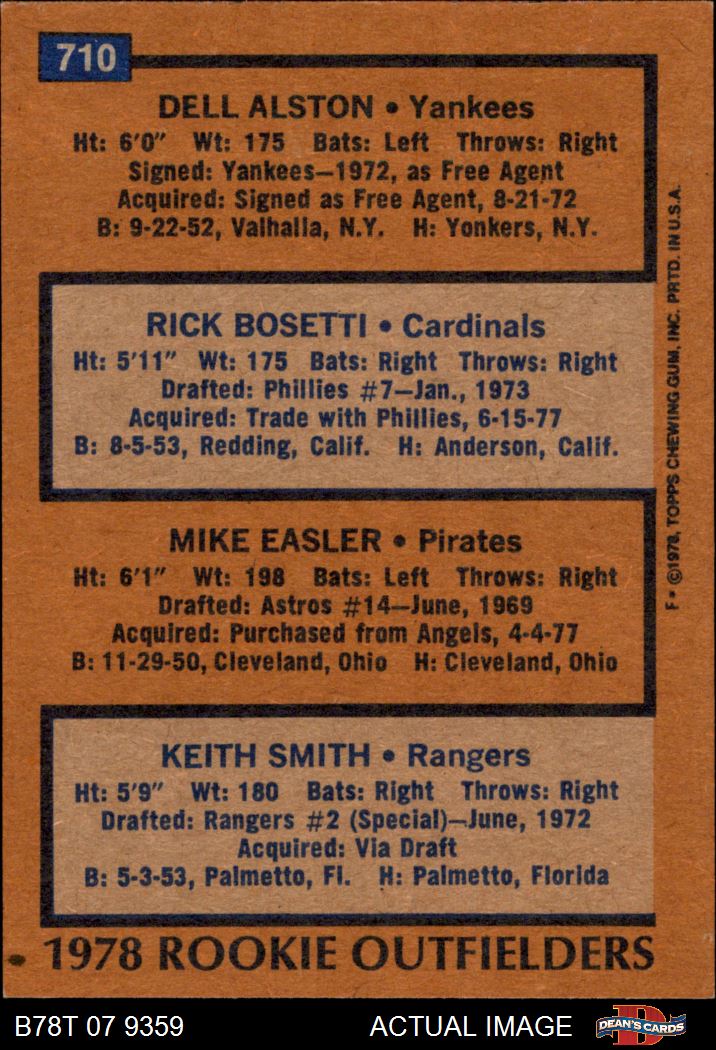 710
DELL ALSTON • Yankees
Ht: 6'0" Wt: 175 Bats: Left Throws: Right
Signed: Yankees—1972, as Free Agent
Acquired: Signed as Free Agent, 8-21-72
B: 9-22-52, Valhalla, N.Y. H: Yonkers, N.Y.
RICK BOSETTI • Cardinals
Ht: 5'11" Wt: 175 Bats: Right Throws: Right
Drafted: Phillies #7—Jan., 1973
Acquired: Trade with Phillies, 6-15-77
B: 8-5-53, Redding, Calif. H: Anderson, Calif.
MIKE EASLER • Pirates
Ht: 6'1" Wt: 198 Bats: Left Throws: Right
Drafted: Astros #14—June, 1969
Acquired: Purchased from Angels, 4-4-77
B: 11-29-50, Cleveland, Ohio H: Cleveland, Ohio
KEITH SMITH • Rangers
Ht: 5'9" Wt: 180 Bats: Right Throws: Right
Drafted: Rangers #2 (Special)—June, 1972
Acquired: Via Draft
B: 5-3-53, Palmetto, Fl. H: Palmetto, Florida
1978 ROOKIE OUTFIELDERS
F* ©1978, TOPPS CHEWING GUM, INC. PRTD. IN U.S.A.
B78T 07 9359 ACTUAL IMAGE
D
DEAN'S CARDS